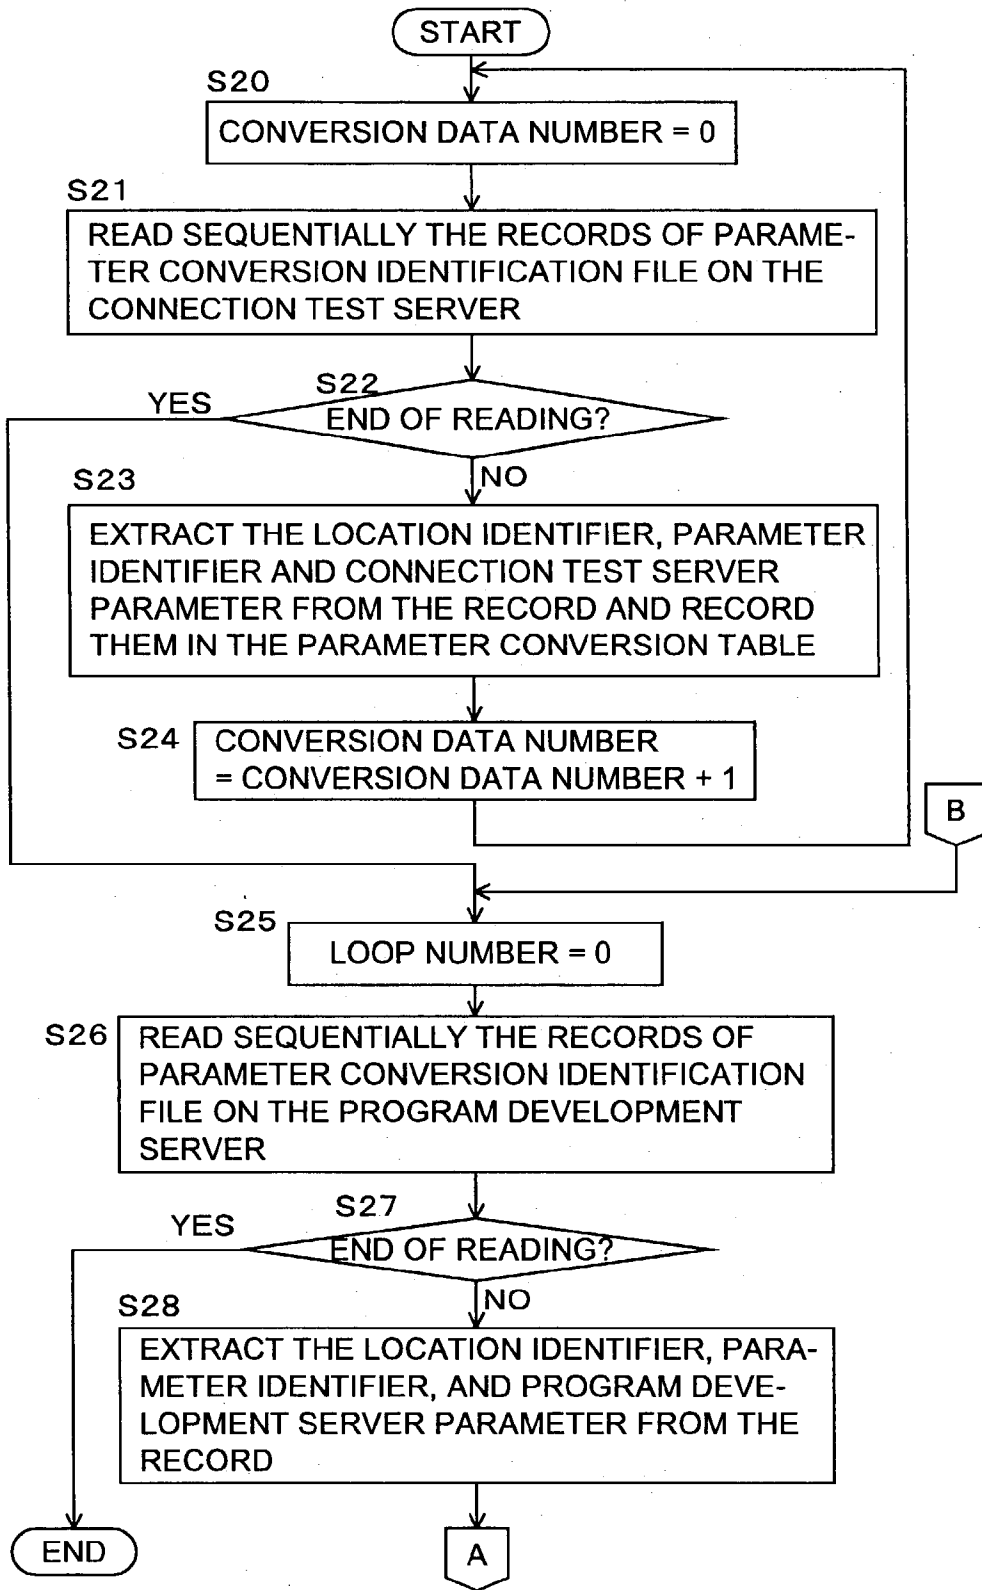 START
S20
CONVERSION DATA NUMBER = 0
S21
READ SEQUENTIALLY THE RECORDS OF PARAME-
TER CONVERSION IDENTIFICATION FILE ON THE
CONNECTION TEST SERVER
S22
YES
END OF READING?
NO
S23
EXTRACT THE LOCATION IDENTIFIER, PARAMETER
IDENTIFIER AND CONNECTION TEST SERVER
PARAMETER FROM THE RECORD AND RECORD
THEM IN THE PARAMETER CONVERSION TABLE
S24
CONVERSION DATA NUMBER
= CONVERSION DATA NUMBER + 1
B
S25
LOOP NUMBER = 0
S26
READ SEQUENTIALLY THE RECORDS OF
PARAMETER CONVERSION IDENTIFICATION
FILE ON THE PROGRAM DEVELOPMENT
SERVER
S27
YES
END OF READING?
NO
S28
EXTRACT THE LOCATION IDENTIFIER, PARA-
METER IDENTIFIER, AND PROGRAM DEVE-
LOPMENT SERVER PARAMETER FROM THE
RECORD
END
A